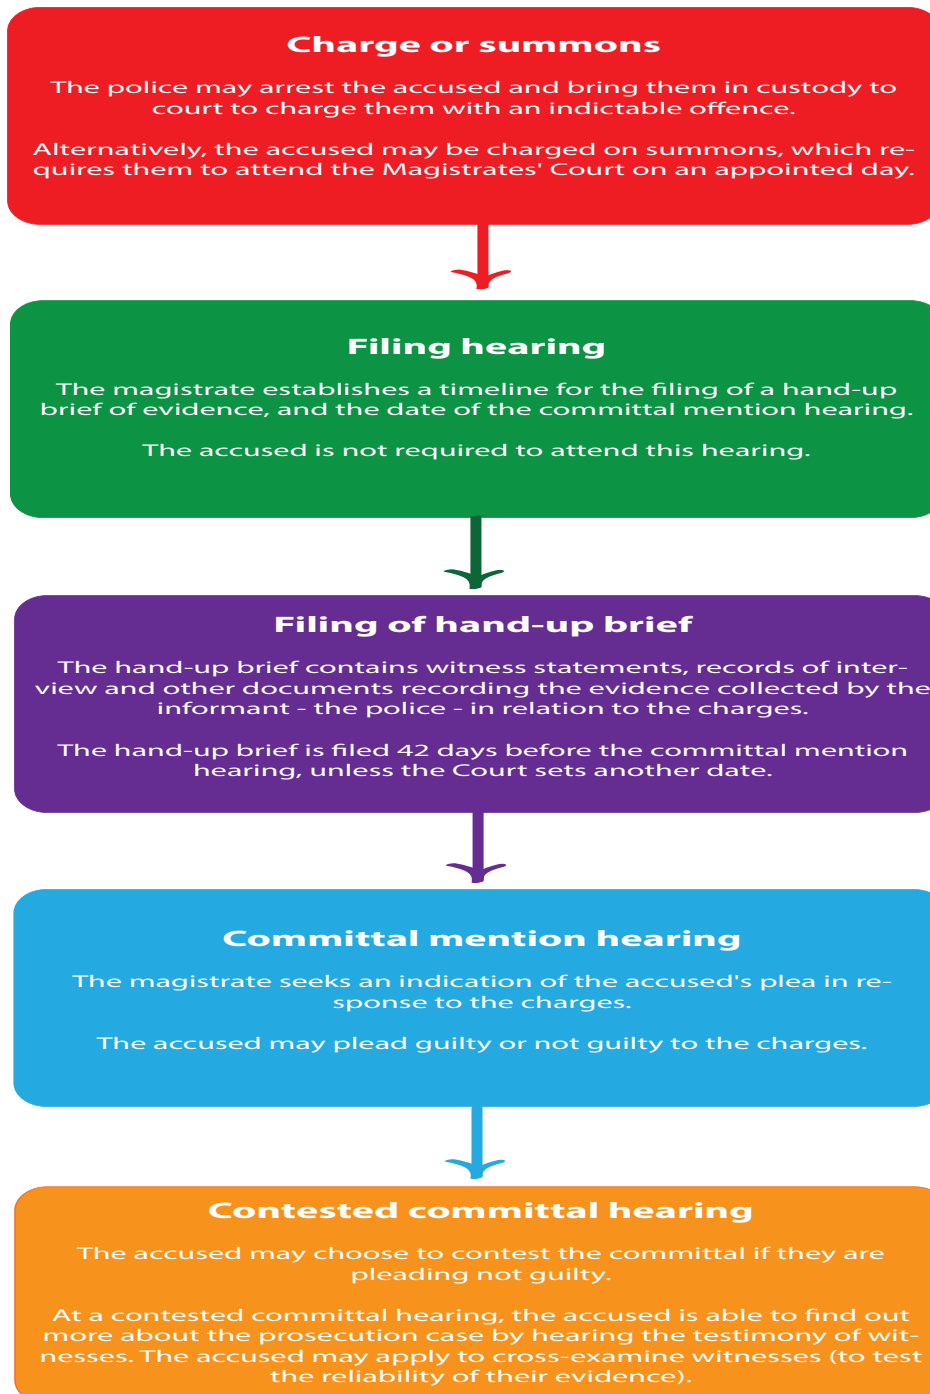 Charge or summons
The police may arrest the accused and bring them in custody to
court to charge them with an indictable offence.
Alternatively, the accused may be charged on summons, which re-
quires them to attend the Magistrates' Court on an appointed day.
Filing hearing
The magistrate establishes a timeline for the filing of a hand-up
brief of evidence, and the date of the committal mention hearing.
The accused is not required to attend this hearing.
Filing of hand-up brief
The hand-up brief contains witness statements, records of inter-
view and other documents recording the evidence collected by the
informant - the police - in relation to the charges.
The hand-up brief is filed 42 days before the committal mention
hearing, unless the Court sets another date.
Committal mention hearing
The magistrate seeks an indication of the accused's plea in re-
sponse to the charges.
The accused may plead guilty or not guilty to the charges.
Contested committal hearing
The accused may choose to contest the committal if they are
pleading not guilty.
At a contested committal hearing, the accused is able to find out
more about the prosecution case by hearing the testimony of wit-
nesses. The accused may apply to cross-examine witnesses (to test
the reliability of their evidence).